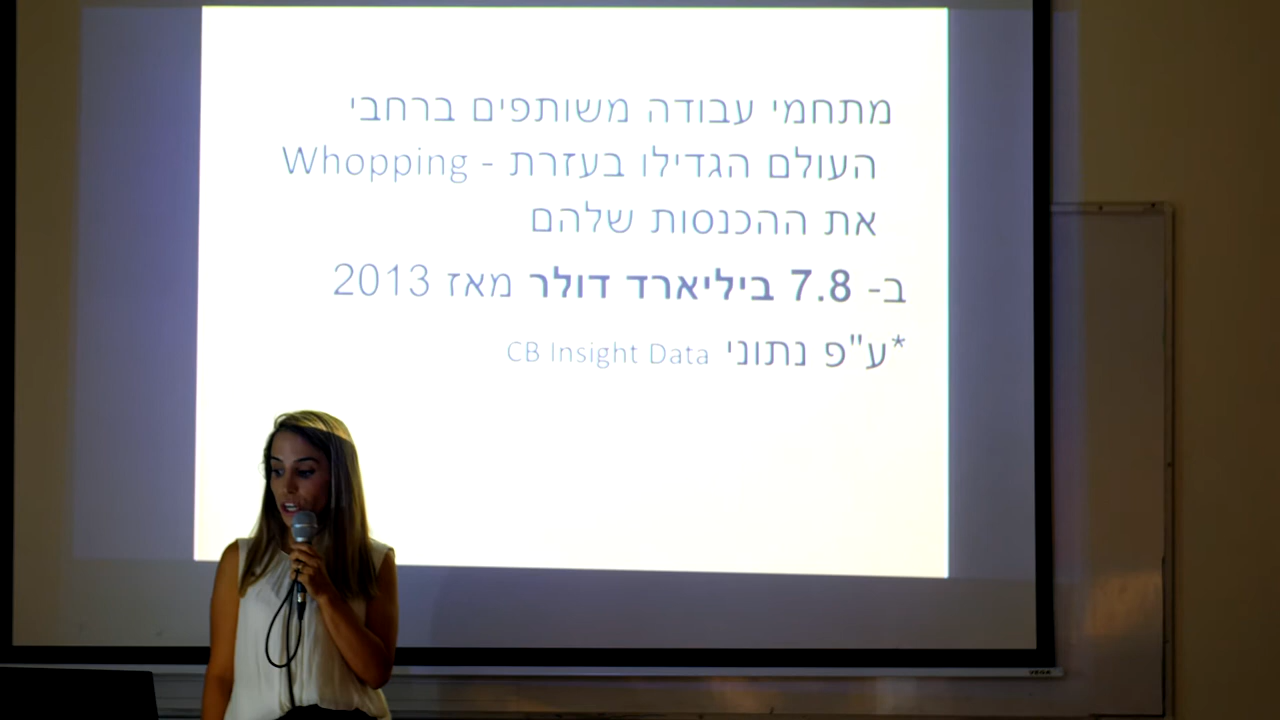 מתחמי עבודה משותפים ברחבי
העולם הגדילו בעזרת - Whopping
את ההכנסות שלהם
ב- 7.8 ביליארד דולר מאז 2013
*ע"פ נתוני CB Insight Data
VEGA